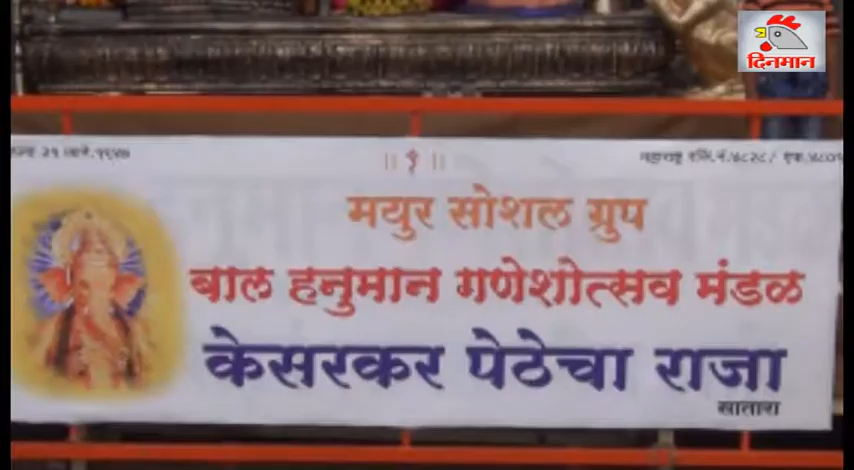 दिनमान
|| श्री ||
मयुर सोशल ग्रुप
बाल हनुमान गणेशोत्सव मंडळ
केसरकर पेठेचा राजा
सातारा